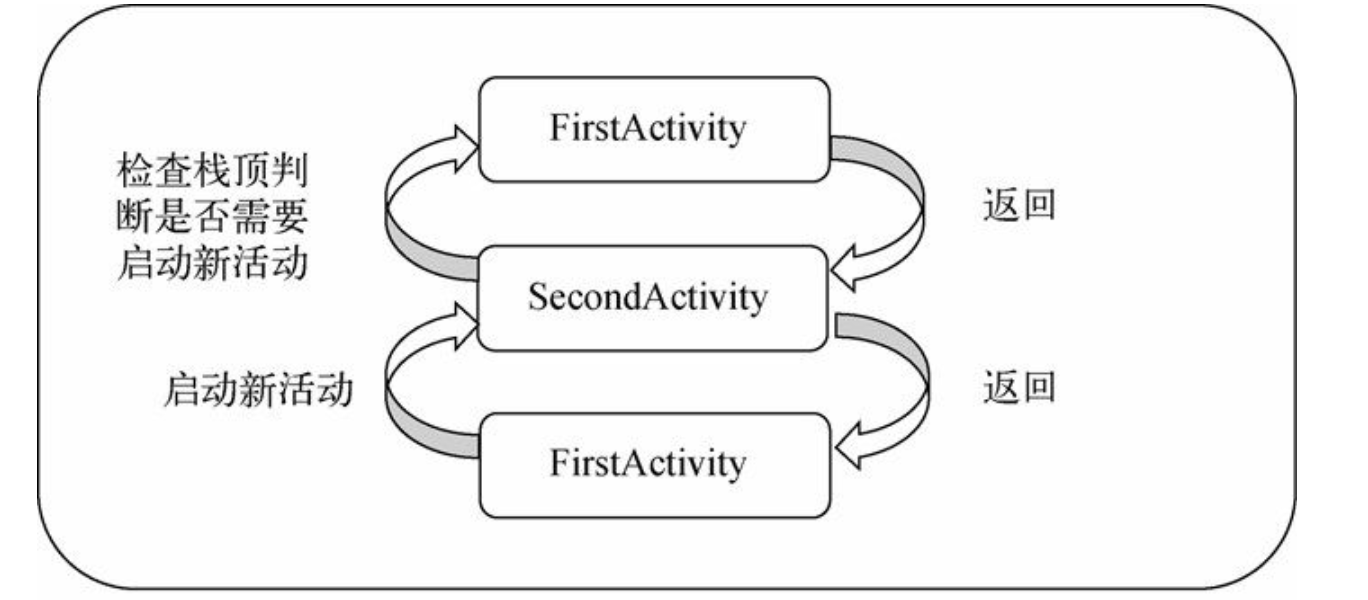 FirstActivity
检查栈顶判
断是否需要
启动新活动
返回
SecondActivity
启动新活动
返回
FirstActivity